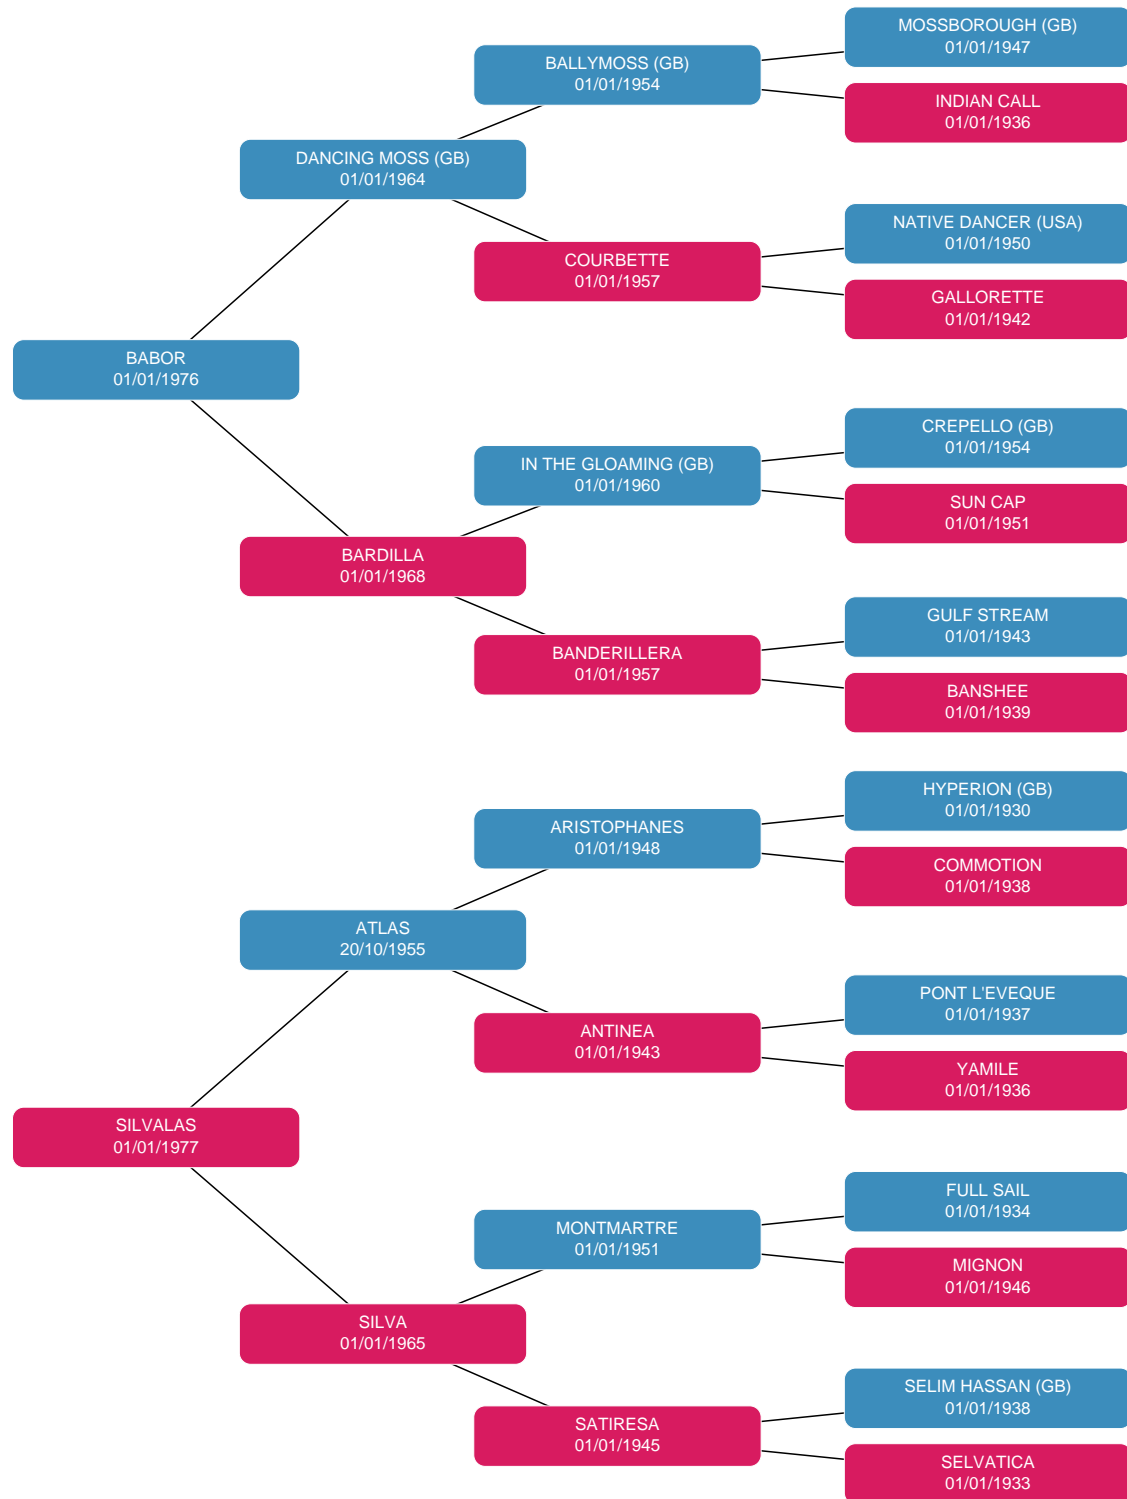 MOSSBOROUGH (GB)
01/01/1947
BALLYMOSS (GB)
01/01/1954
INDIAN CALL
01/01/1936
DANCING MOSS (GB)
01/01/1964
NATIVE DANCER (USA)
01/01/1950
COURBETTE
01/01/1957
GALLORETTE
01/01/1942
BABOR
01/01/1976
CREPELLO (GB)
01/01/1954
IN THE GLOAMING (GB)
01/01/1960
SUN CAP
01/01/1951
BARDILLA
01/01/1968
GULF STREAM
01/01/1943
BANDERILLERA
01/01/1957
BANSHEE
01/01/1939
HYPERION (GB)
01/01/1930
ARISTOPHANES
01/01/1948
COMMOTION
01/01/1938
ATLAS
20/10/1955
PONT L'EVEQUE
01/01/1937
ANTINEA
01/01/1943
YAMILE
01/01/1936
SILVALAS
01/01/1977
FULL SAIL
01/01/1934
MONTMARTRE
01/01/1951
MIGNON
01/01/1946
SILVA
01/01/1965
SELIM HASSAN (GB)
01/01/1938
SATIRESA
01/01/1945
SELVATICA
01/01/1933